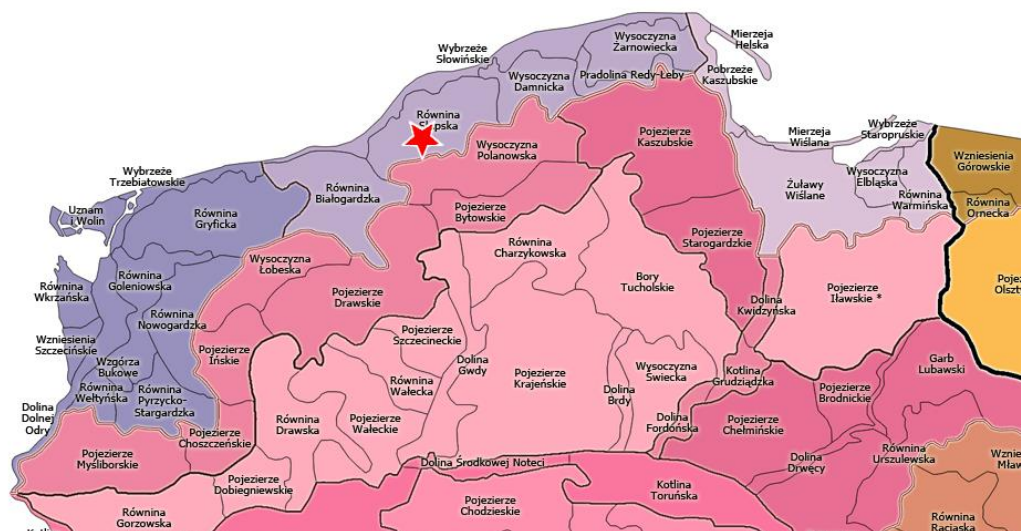 Mierzeja
Helska
Wysoczyzna
Żarnowiecka
Wybrzeże
Słowińskie
Pobrzeże
Kaszubskie
Wysoczyzna
Damnicka
Pradolina Redy-Łeby
Równina
Wysoczyzna
Polanowska
Pojezierze
Kaszubskie
Mierzeja
Wiślana
Wybrzeże
Staropruskie
Wzniesienia
Górowskie
Wybrzeże
Trzebiatowskie
Równina
Białogardzka
Wysoczyzna
Elbląska
Żuławy
Wiślane
Równina
Warmińska
Równina
Ornecka
Uznam
i Wolin
Równina
Gryficka
Pojezierze
Bytowskie
Pojezierze
Starogardzkie
Równina
Charzykowska
Wysoczyzna
Łobeska
Bory
Tucholskie
Równina
Wkrzańska
Równina
Goleniowska
Pojezierze
Drawskie
Dolina
Kwidzyńska
Pojezierze
Iławskie *
Poje
Olszt
Równina
Nowogardzka
Wzniesienia
Szczecińskie
Pojezierze
Ińskie
Pojezierze
Szczecineckie
Wzgórza
Bukowe
Dolina
Gwdy
Pojezierze
Krajeńskie
Wysoczyzna
Świecka
Kotlina
Grudziądzka
Garb
Lubawski
Równina
Wełtyńska
Równina
Pyrzycko-
Stargardzka
Równina
Wałecka
Dolina
Brdy
Pojezierze
Brodnickie
Dolina
Dolnej
Odry
Pojezierze
Choszczeńskie
Równina
Drawska
Pojezierze
Wałeckie
Dolina
Fordońska
Pojezierze
Chełmińskie
Pojezierze
Myśliborskie
Dolina Środkowej Noteci
Dolina
Drwęcy
Równina
Urszulewska
Wznie
Mław
Pojezierze
Dobiegniewskie
Kotlina
Toruńska
Równina
Gorzowska
Pojezierze
Chodzieskie
Równina
Raciąska